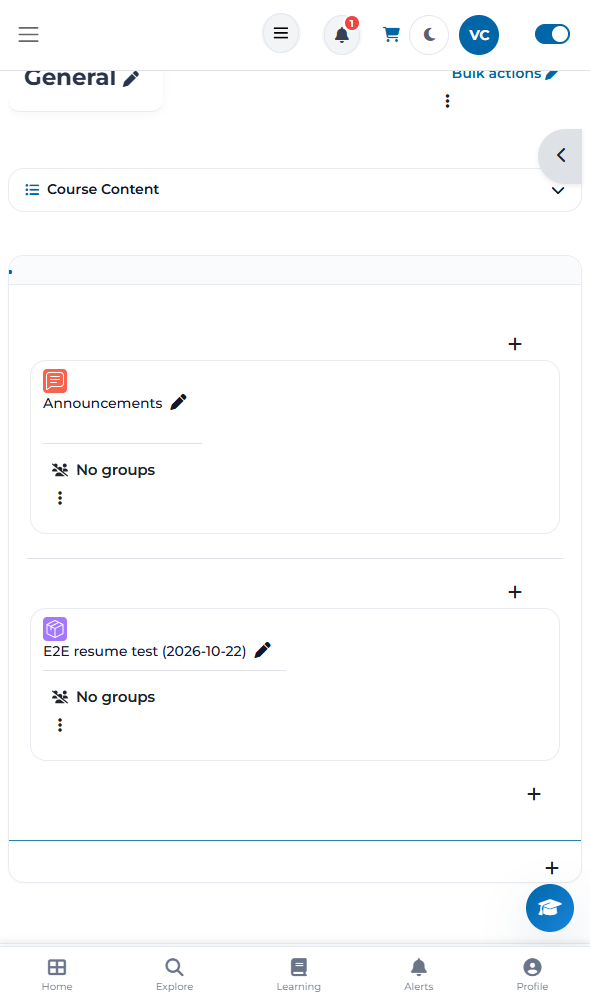 1
VC
General
Bulk actions
Course Content
Announcements
No groups
E2E resume test (2026-10-22)
No groups
Home
Explore
Learning
Alerts
Profile